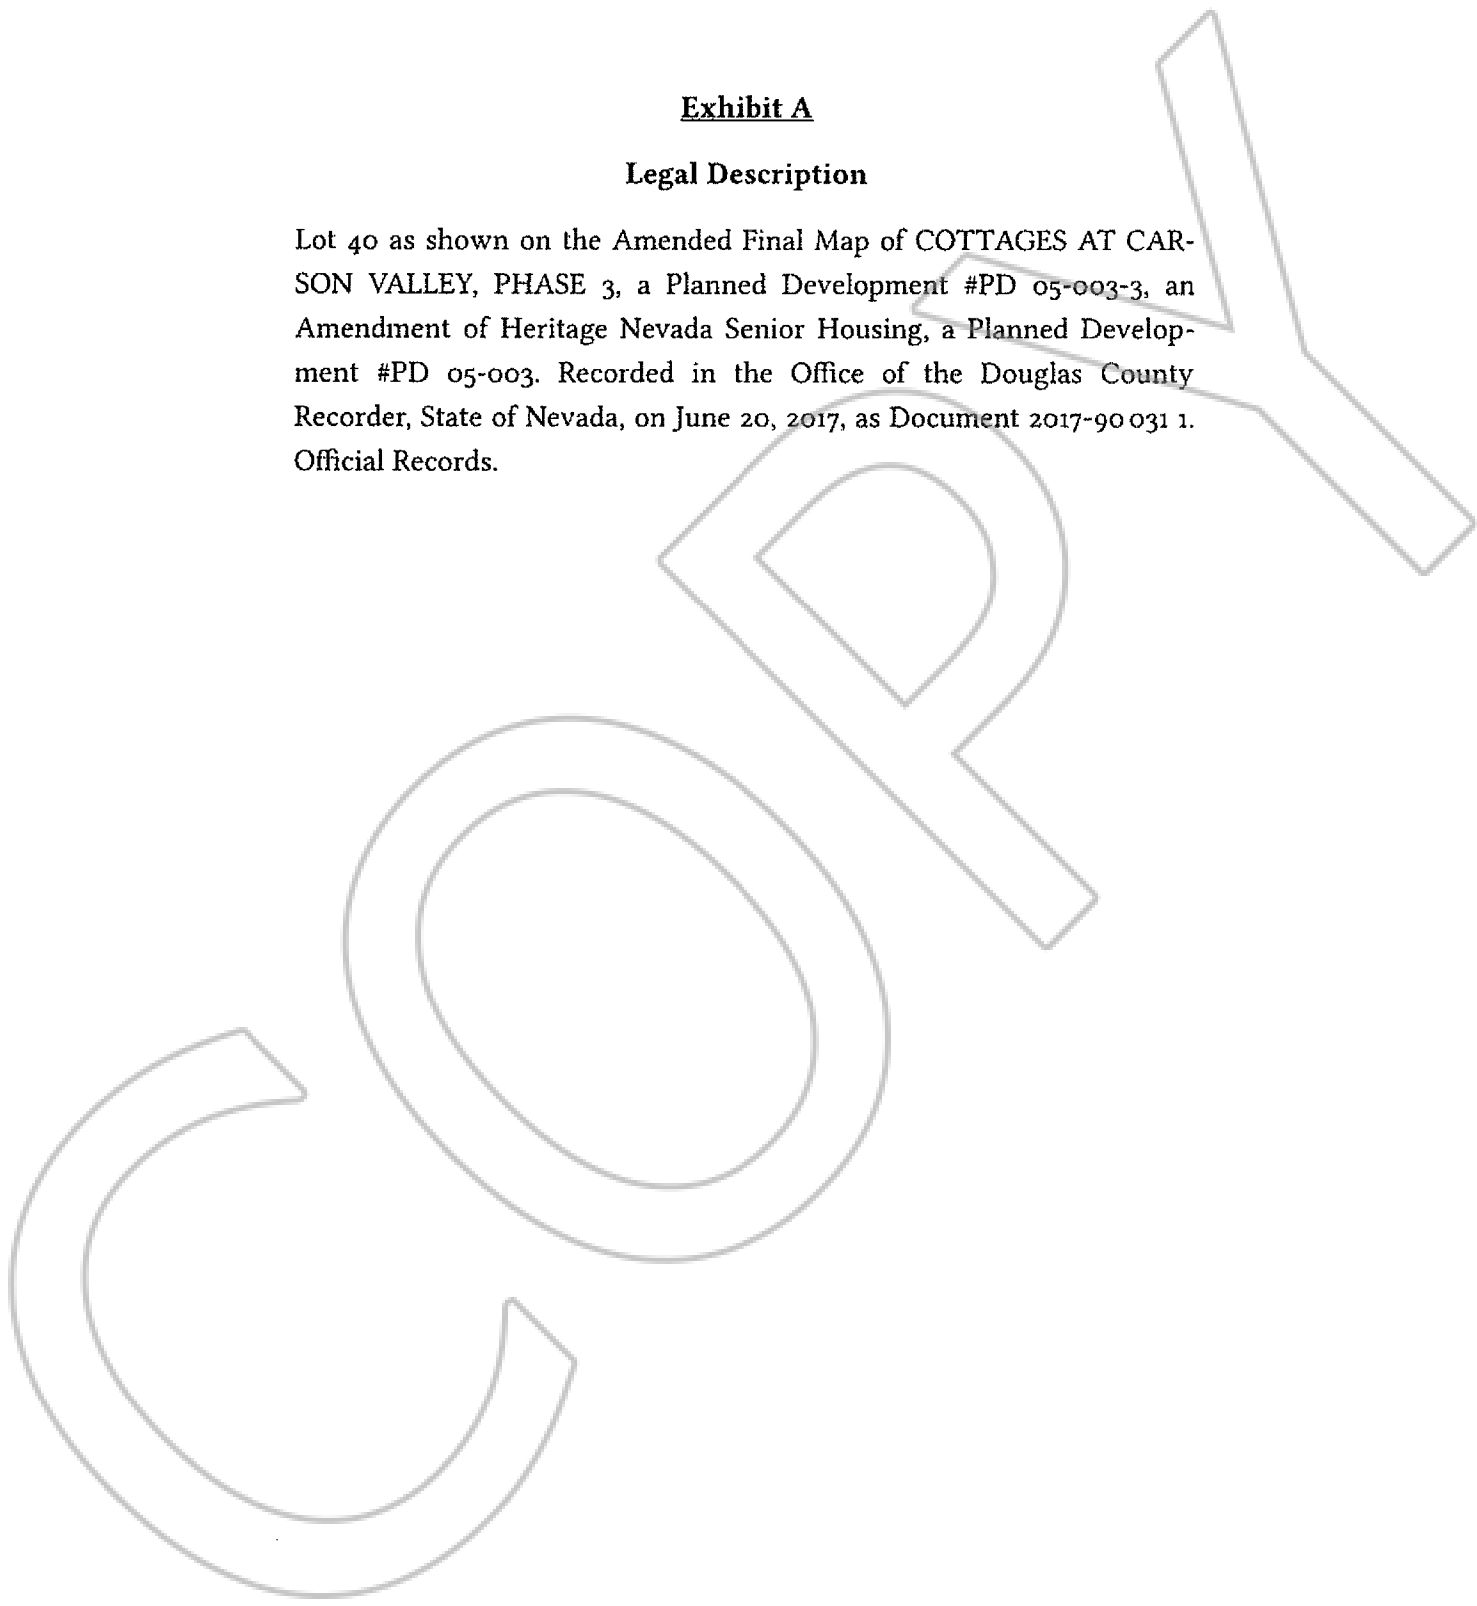 Exhibit A
Legal Description
Lot 40 as shown on the Amended Final Map of COTTAGES AT CAR-
SON VALLEY, PHASE 3, a Planned Development #PD 05-003-3, an
Amendment of Heritage Nevada Senior Housing, a Planned Develop-
ment #PD 05-003. Recorded in the Office of the Douglas County
Recorder, State of Nevada, on June 20, 2017, as Document 2017-90 031 1.
Official Records.
COPY